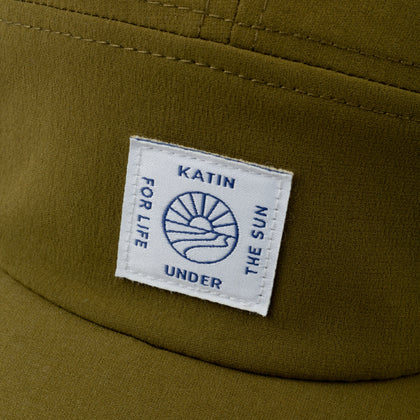 KATIN
FOR LIFE
UNDER
THE SUN